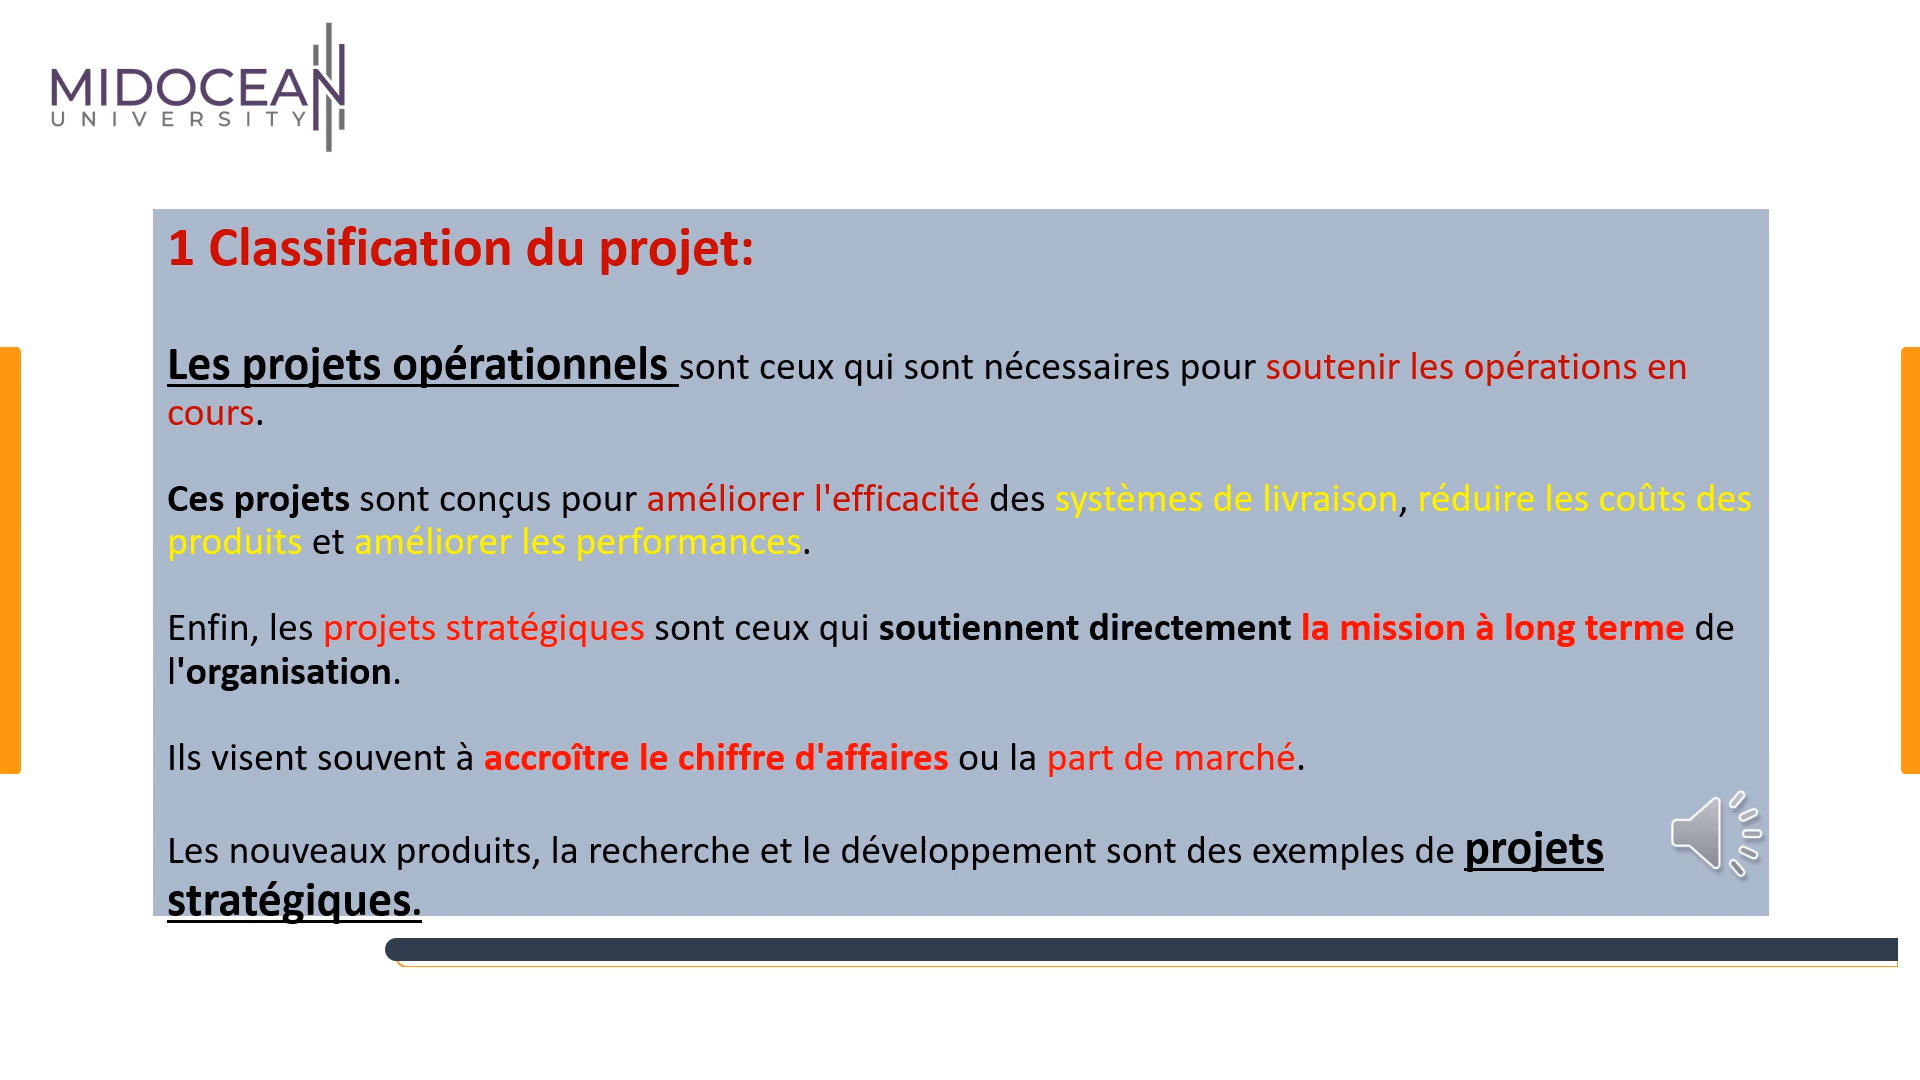 MIDOCEAN
UNIVERSITY
1 Classification du projet:
Les projets opérationnels sont ceux qui sont nécessaires pour soutenir les opérations en
cours.
Ces projets sont conçus pour améliorer l'efficacité des systèmes de livraison, réduire les coûts des
produits et améliorer les performances.
Enfin, les projets stratégiques sont ceux qui soutiennent directement la mission à long terme de
l'organisation.
Ils visent souvent à accroître le chiffre d'affaires ou la part de marché.
Les nouveaux produits, la recherche et le développement sont des exemples de projets
stratégiques.